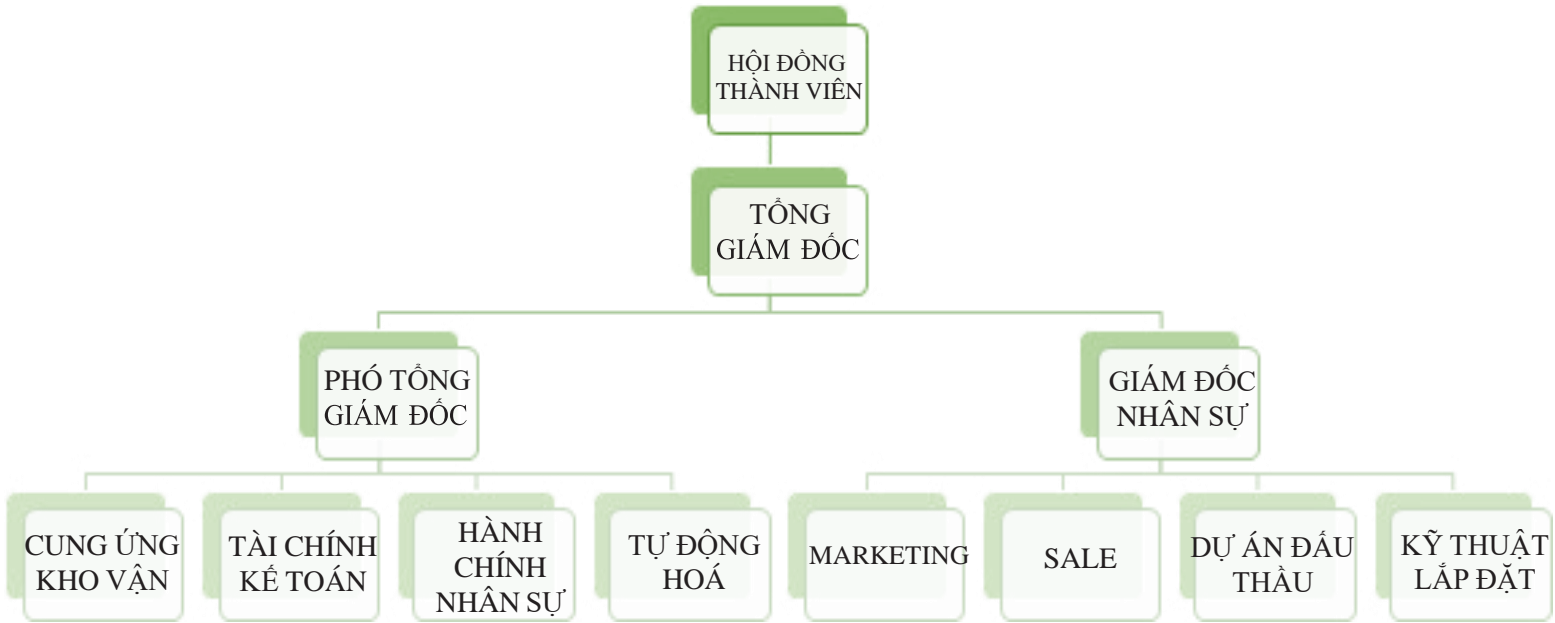 HỘI ĐỒNG
THÀNH VIÊN
TỔNG
GIÁM ĐỐC
PHÓ TỔNG
GIÁM ĐỐC
GIÁM ĐỐC
NHÂN SỰ
CUNG ỨNG
KHO VẬN
TÀI CHÍNH
KẾ TOÁN
HÀNH
CHÍNH
NHÂN SỰ
TỰ ĐỘNG
HOÁ
MARKETING
SALE
DỰ ÁN ĐẤU
THẦU
KỸ THUẬT
LẮP ĐẶT